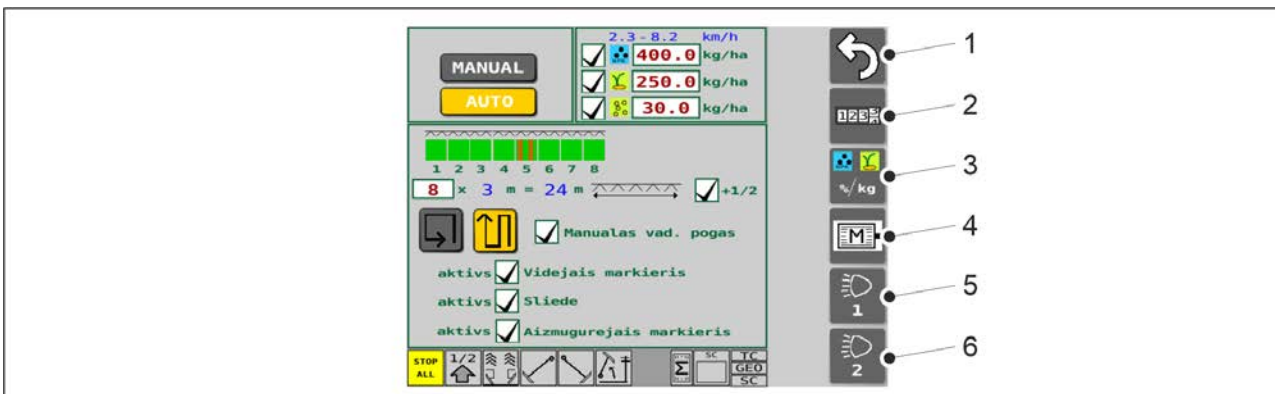 2.3-8.2 km/h
MANUAL
AUTO
400.0 kg/ha
250.0 kg/ha
30.0 kg/ha
1 2 3 4 5 6 7 8
8 x 3 m = 24 m +1/2
Manualas vad. pogas
aktivs Videjais markieris
aktivs Sliede
aktivs Aizmugurejais markieris
STOP ALL
1/2
Σ
SC
TC
GEO
SC
1
2
3
%/kg
4
M
5
1
6
2